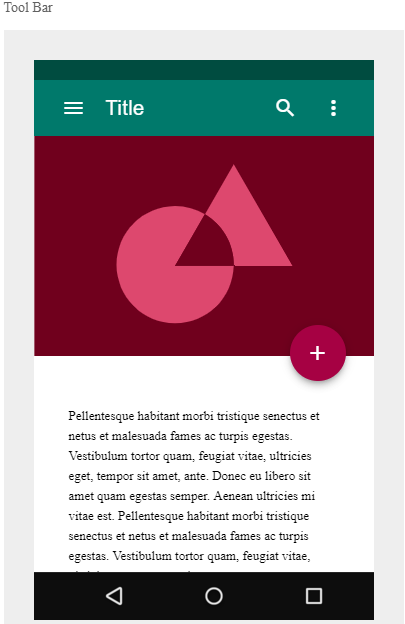 Tool Bar
Title
Pellentesque habitant morbi tristique senectus et
netus et malesuada fames ac turpis egestas.
Vestibulum tortor quam, feugiat vitae, ultricies
eget, tempor sit amet, ante. Donec eu libero sit
amet quam egestas semper. Aenean ultricies mi
vitae est. Pellentesque habitant morbi tristique
senectus et netus et malesuada fames ac turpis
egestas. Vestibulum tortor quam, feugiat vitae,